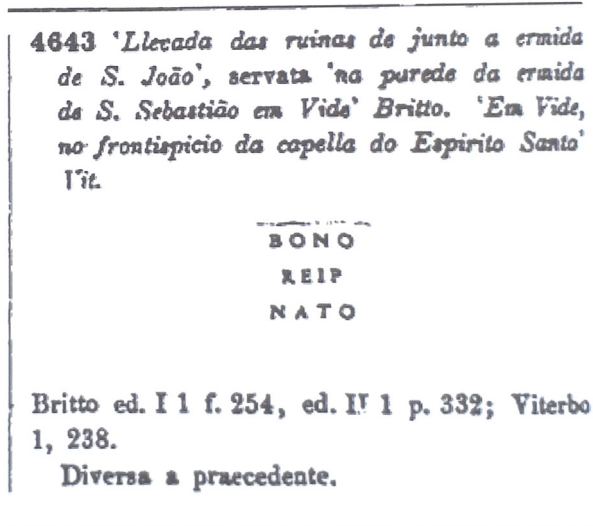 4643 'Llevada das ruinas de junto a ermida
de S. João', servata 'na parede da ermida
de S. Sebastião em Vide' Britto. 'Em Vide,
no frontispicio da capella do Espirito Santo'
Vit.
BONO
REIP
NATO
Britto ed. I 1 f. 254, ed. II 1 p. 332; Viterbo
1, 238.
Diversa a praecedente.